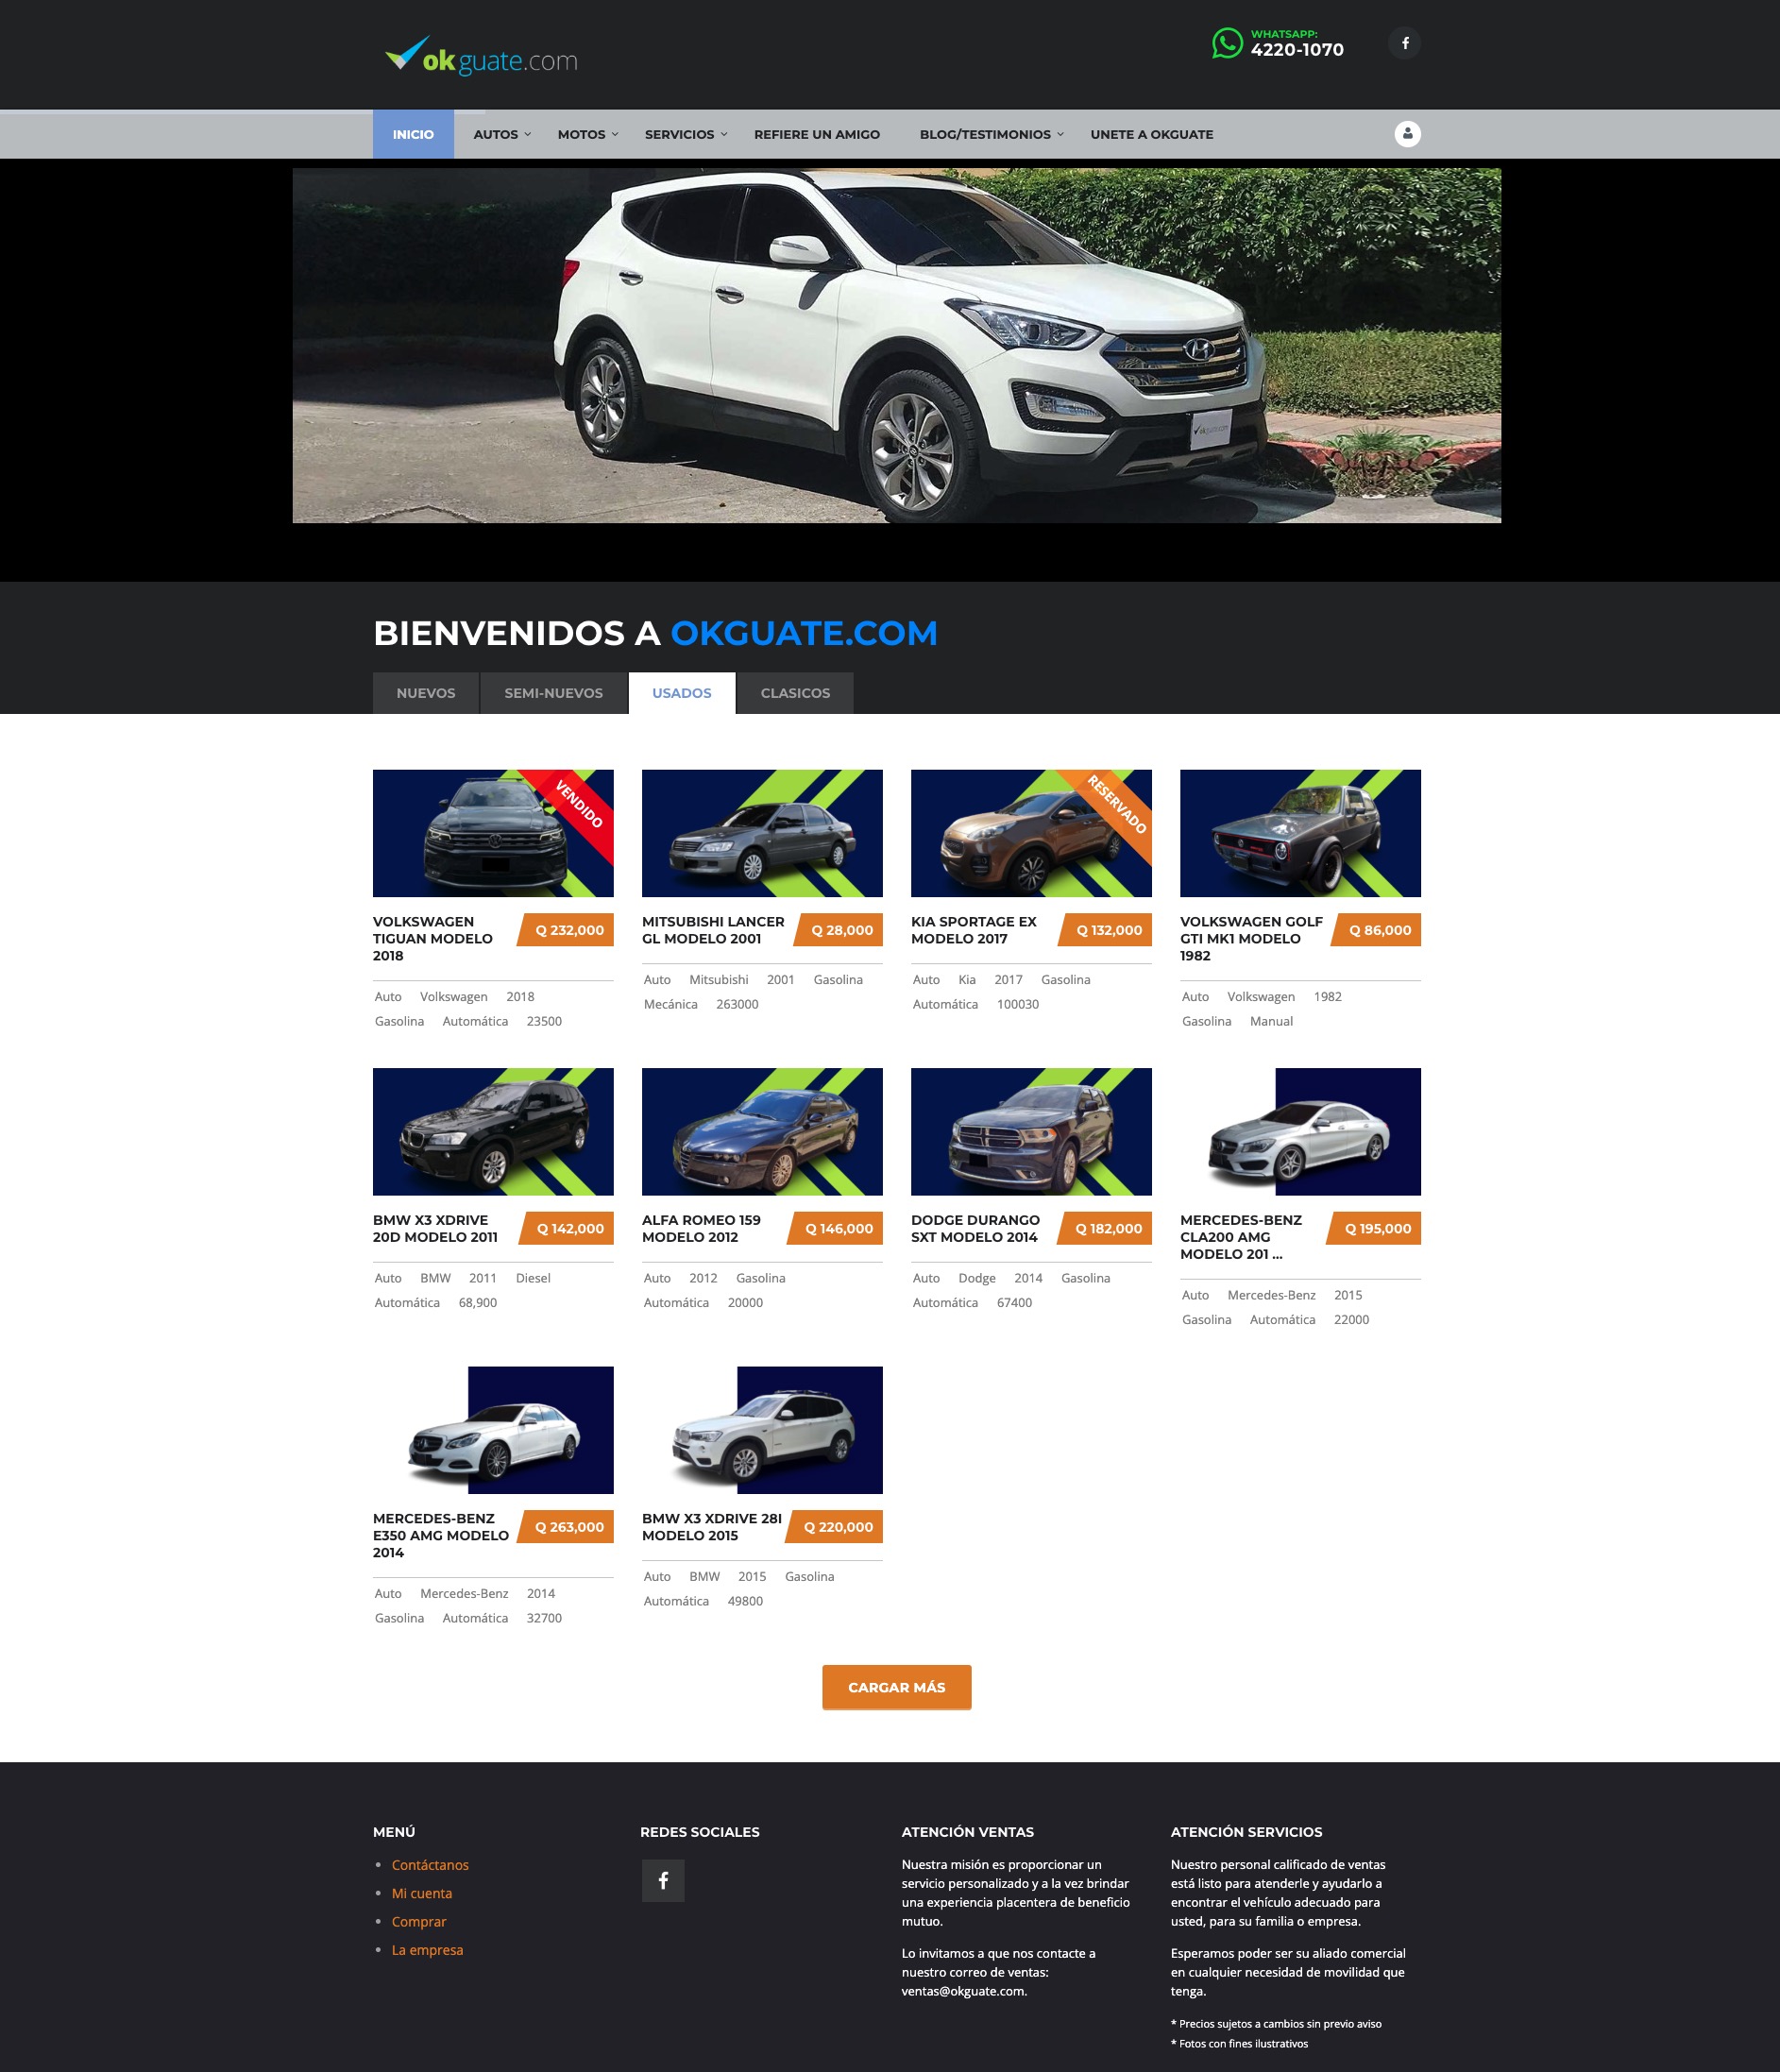 okguate.com
WHATSAPP:
4220-1070
INICIO AUTOS MOTOS SERVICIOS REFIERE UN AMIGO BLOG/TESTIMONIOS UNETE A OKGUATE
okguate.com
BIENVENIDOS A OKGUATE.COM
NUEVOS SEMI-NUEVOS USADOS CLASICOS
VENDIDO
VOLKSWAGEN
TIGUAN MODELO
2018
Q 232,000
Auto Volkswagen 2018
Gasolina Automática 23500
MITSUBISHI LANCER
GL MODELO 2001
Q 28,000
Auto Mitsubishi 2001 Gasolina
Mecánica 263000
RESERVADO
KIA SPORTAGE EX
MODELO 2017
Q 132,000
Auto Kia 2017 Gasolina
Automática 100030
VOLKSWAGEN GOLF
GTI MK1 MODELO
1982
Q 86,000
Auto Volkswagen 1982
Gasolina Manual
BMW X3 XDRIVE
20D MODELO 2011
Q 142,000
Auto BMW 2011 Diesel
Automática 68,900
ALFA ROMEO 159
MODELO 2012
Q 146,000
Auto 2012 Gasolina
Automática 20000
DODGE DURANGO
SXT MODELO 2014
Q 182,000
Auto Dodge 2014 Gasolina
Automática 67400
MERCEDES-BENZ
CLA200 AMG
MODELO 201 ...
Q 195,000
Auto Mercedes-Benz 2015
Gasolina Automática 22000
MERCEDES-BENZ
E350 AMG MODELO
2014
Q 263,000
Auto Mercedes-Benz 2014
Gasolina Automática 32700
BMW X3 XDRIVE 28I
MODELO 2015
Q 220,000
Auto BMW 2015 Gasolina
Automática 49800
CARGAR MÁS
MENÚ
Contáctanos
Mi cuenta
Comprar
La empresa
REDES SOCIALES
ATENCIÓN VENTAS
Nuestra misión es proporcionar un
servicio personalizado y a la vez brindar
una experiencia placentera de beneficio
mutuo.
Lo invitamos a que nos contacte a
nuestro correo de ventas:
ventas@okguate.com.
ATENCIÓN SERVICIOS
Nuestro personal calificado de ventas
está listo para atenderle y ayudarlo a
encontrar el vehículo adecuado para
usted, para su familia o empresa.
Esperamos poder ser su aliado comercial
en cualquier necesidad de movilidad que
tenga.
* Precios sujetos a cambios sin previo aviso
* Fotos con fines ilustrativos